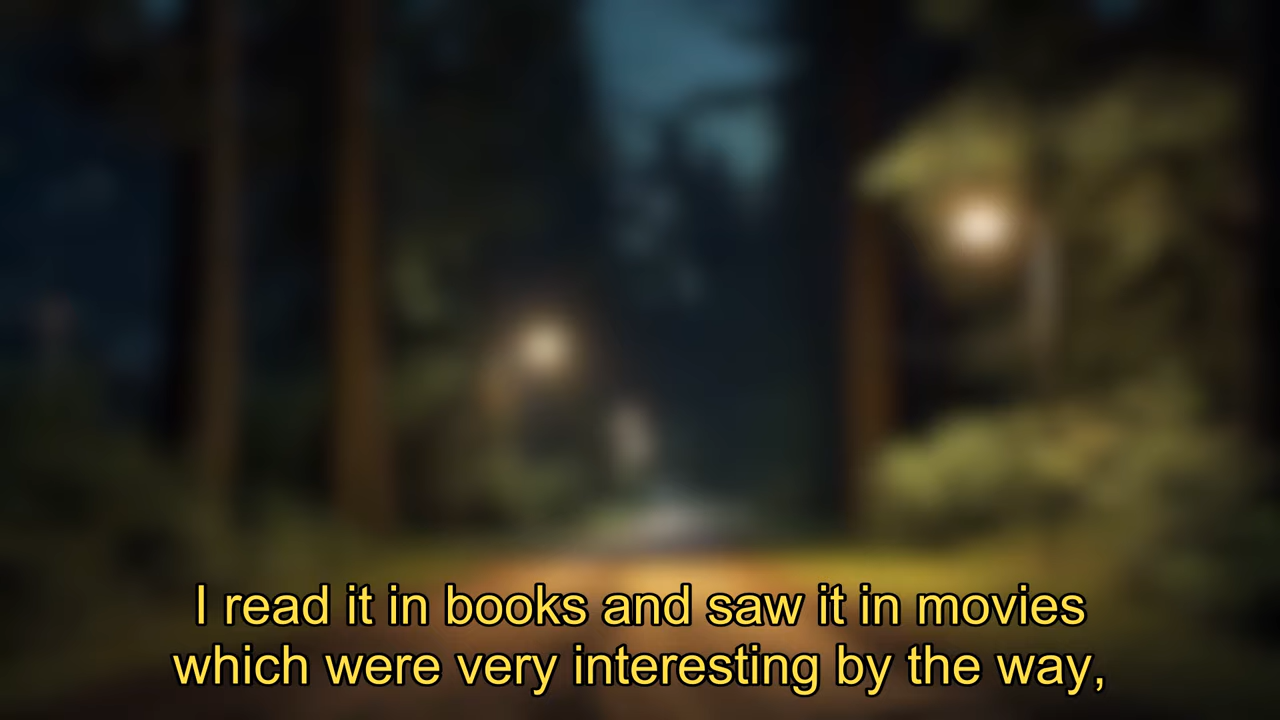 I read it in books and saw it in movies
which were very interesting by the way,